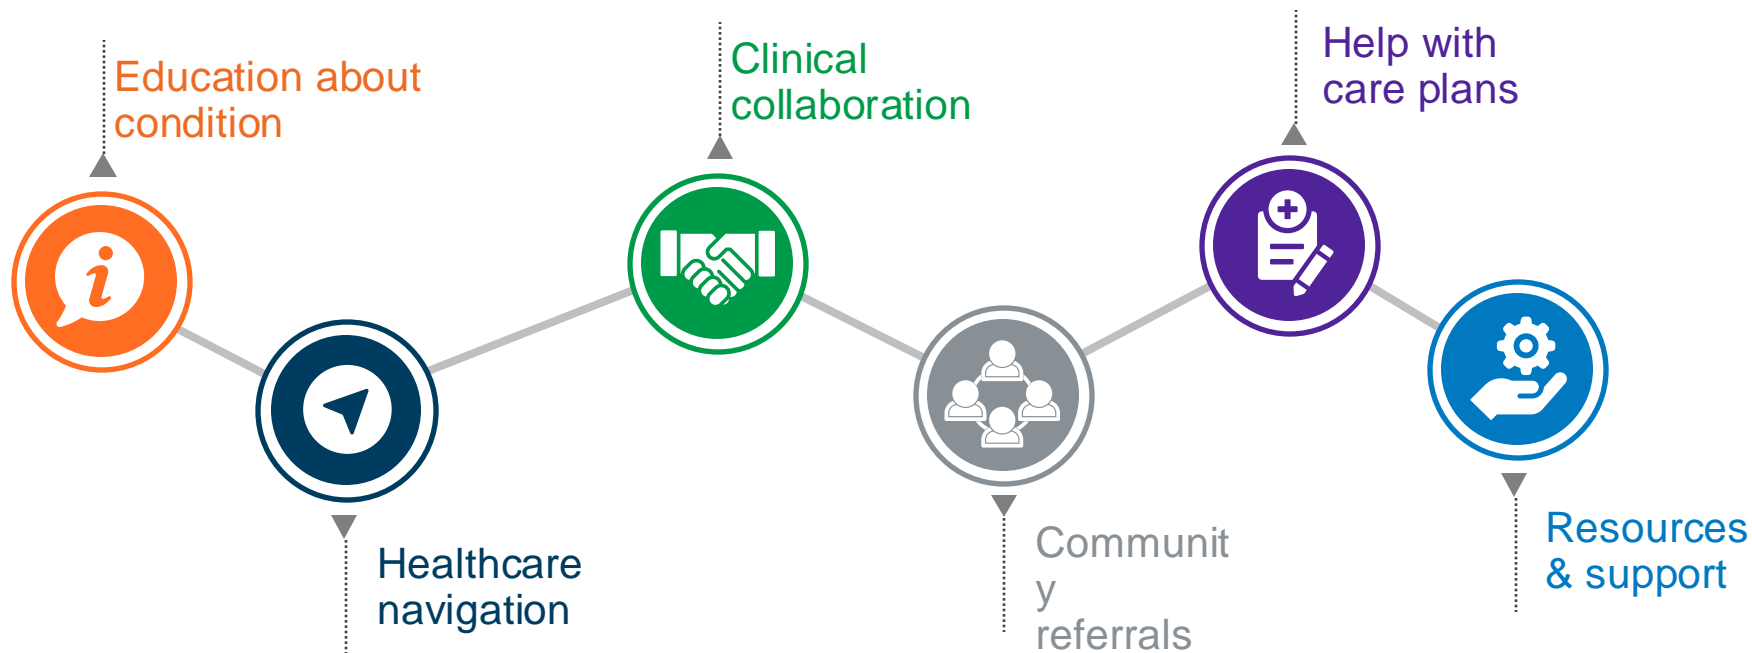 Education about
condition
Healthcare
navigation
Clinical
collaboration
Communit
y
referrals
Help with
care plans
Resources
& support